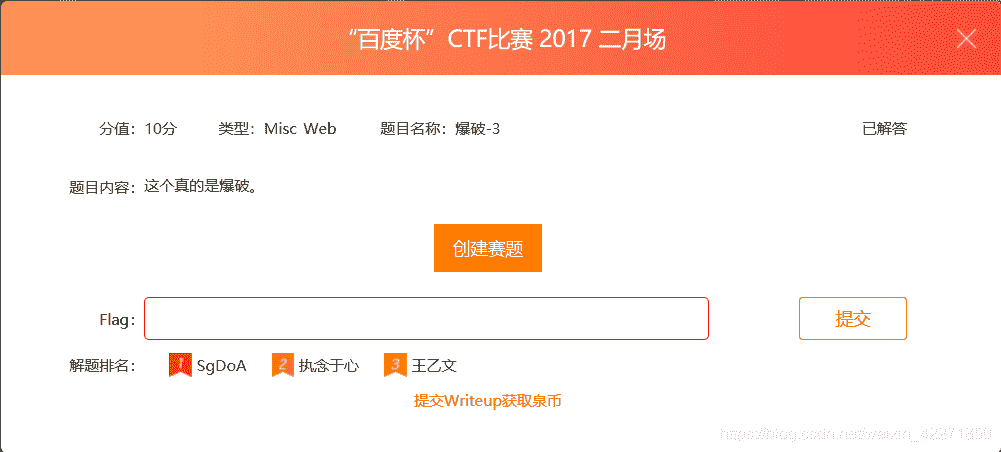 “百度杯”CTF比赛 2017 二月场
分值：10分 类型：Misc Web 题目名称：爆破-3 已解答
题目内容：这个真的是爆破。
创建赛题
Flag： 提交
解题排名： 1 SgDoA 2 执念于心 3 王乙文
提交Writeup获取泉币
https://blog.csdn.net/weixin_42271850